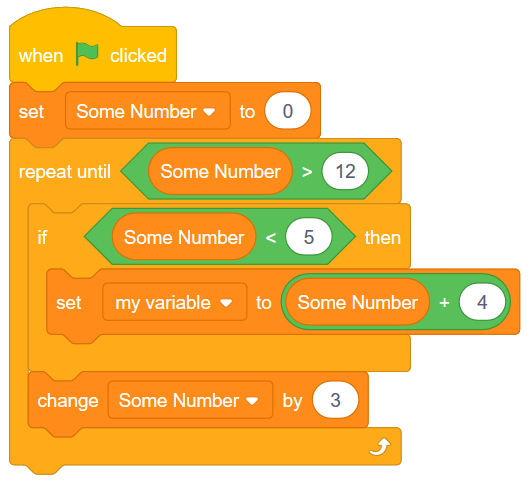 when clicked
set Some Number to 0
repeat until Some Number > 12
if Some Number < 5 then
set my variable to Some Number + 4
change Some Number by 3